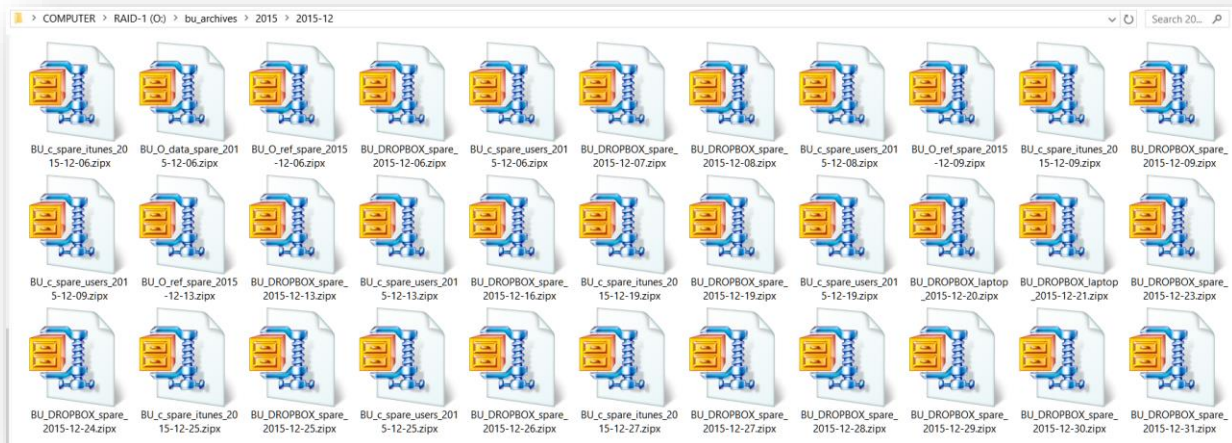 COMPUTER > RAID-1 (O:) > bu_archives > 2015 > 2015-12 Search 20...
BU_c_spare_itunes_20 BU_O_data_spare_201 BU_O_ref_spare_2015 BU_DROPBOX_spare_ BU_c_spare_users_201 BU_DROPBOX_spare_ BU_DROPBOX_spare_ BU_c_spare_users_201 BU_O_ref_spare_2015 BU_c_spare_itunes_20 BU_DROPBOX_spare_
15-12-06.zipx 5-12-06.zipx -12-06.zipx 2015-12-06.zipx 5-12-06.zipx 2015-12-07.zipx 2015-12-08.zipx 5-12-08.zipx -12-09.zipx 15-12-09.zipx 2015-12-09.zipx
BU_c_spare_users_201 BU_O_ref_spare_2015 BU_DROPBOX_spare_ BU_c_spare_users_201 BU_DROPBOX_spare_ BU_c_spare_itunes_20 BU_DROPBOX_spare_ BU_c_spare_users_201 BU_DROPBOX_laptop BU_DROPBOX_laptop BU_DROPBOX_spare_
5-12-09.zipx -12-13.zipx 2015-12-13.zipx 5-12-13.zipx 2015-12-16.zipx 15-12-19.zipx 2015-12-19.zipx 5-12-19.zipx _2015-12-20.zipx _2015-12-21.zipx 2015-12-23.zipx
BU_DROPBOX_spare_ BU_c_spare_itunes_20 BU_DROPBOX_spare_ BU_c_spare_users_201 BU_DROPBOX_spare_ BU_c_spare_itunes_20 BU_DROPBOX_spare_ BU_DROPBOX_spare_ BU_DROPBOX_spare_ BU_DROPBOX_spare_ BU_DROPBOX_spare_
2015-12-24.zipx 15-12-25.zipx 2015-12-25.zipx 5-12-25.zipx 2015-12-26.zipx 15-12-27.zipx 2015-12-27.zipx 2015-12-28.zipx 2015-12-29.zipx 2015-12-30.zipx 2015-12-31.zipx